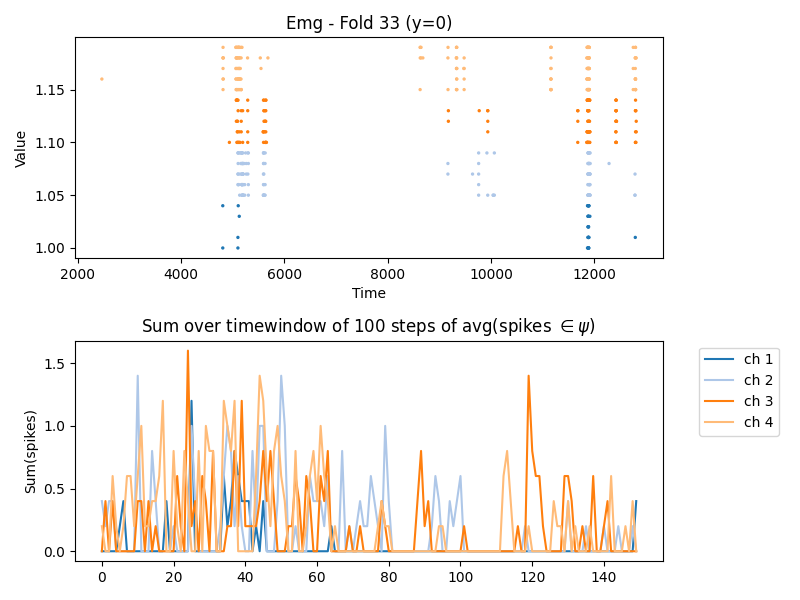 Emg - Fold 33 (y=0)
Value
1.15
1.10
1.05
1.00
2000 4000 6000 8000 10000 12000
Time
Sum over timewindow of 100 steps of avg(spikes ∈ ψ)
Sum(spikes)
1.5
1.0
0.5
0.0
0 20 40 60 80 100 120 140
ch 1
ch 2
ch 3
ch 4